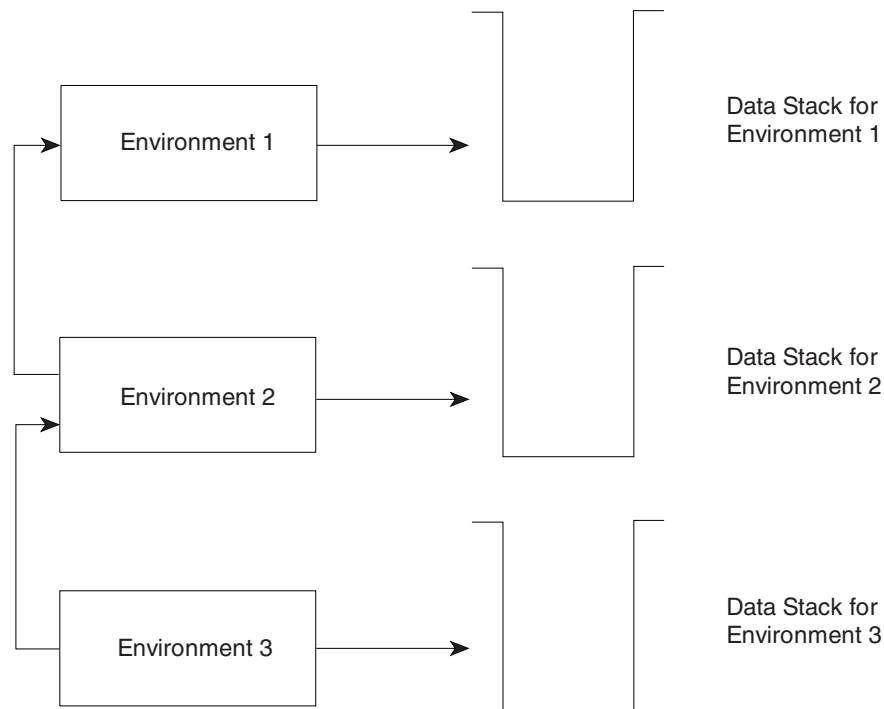 Environment 1
Data Stack for
Environment 1
Environment 2
Data Stack for
Environment 2
Environment 3
Data Stack for
Environment 3